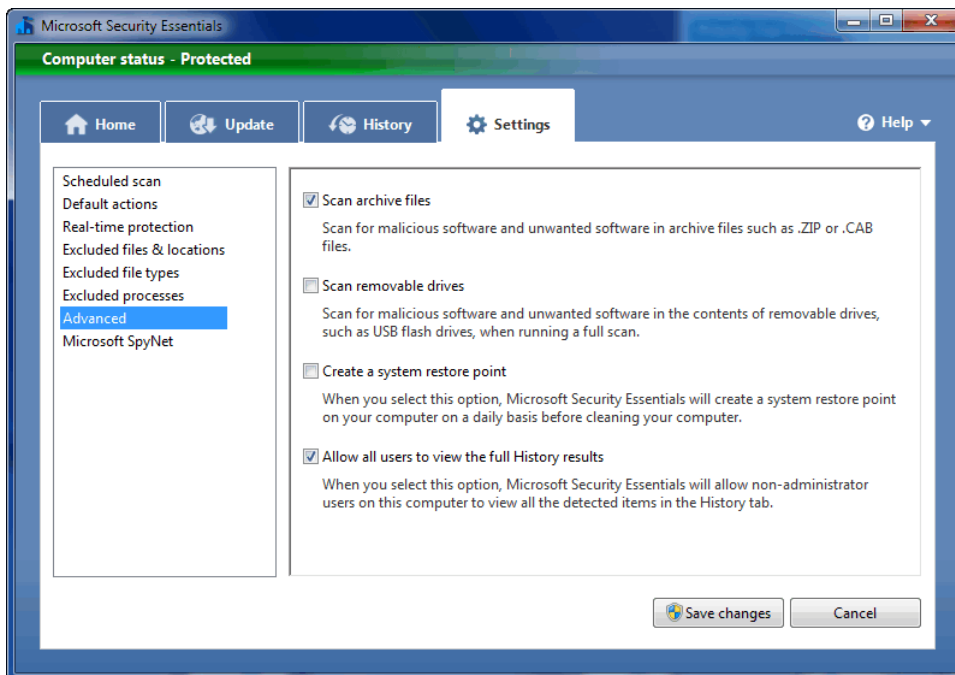 Microsoft Security Essentials
Computer status - Protected
Home
Update
History
Settings
Help
Scheduled scan
Default actions
Real-time protection
Excluded files & locations
Excluded file types
Excluded processes
Advanced
Microsoft SpyNet
Scan archive files
Scan for malicious software and unwanted software in archive files such as .ZIP or .CAB
files.
Scan removable drives
Scan for malicious software and unwanted software in the contents of removable drives,
such as USB flash drives, when running a full scan.
Create a system restore point
When you select this option, Microsoft Security Essentials will create a system restore point
on your computer on a daily basis before cleaning your computer.
Allow all users to view the full History results
When you select this option, Microsoft Security Essentials will allow non-administrator
users on this computer to view all the detected items in the History tab.
Save changes
Cancel